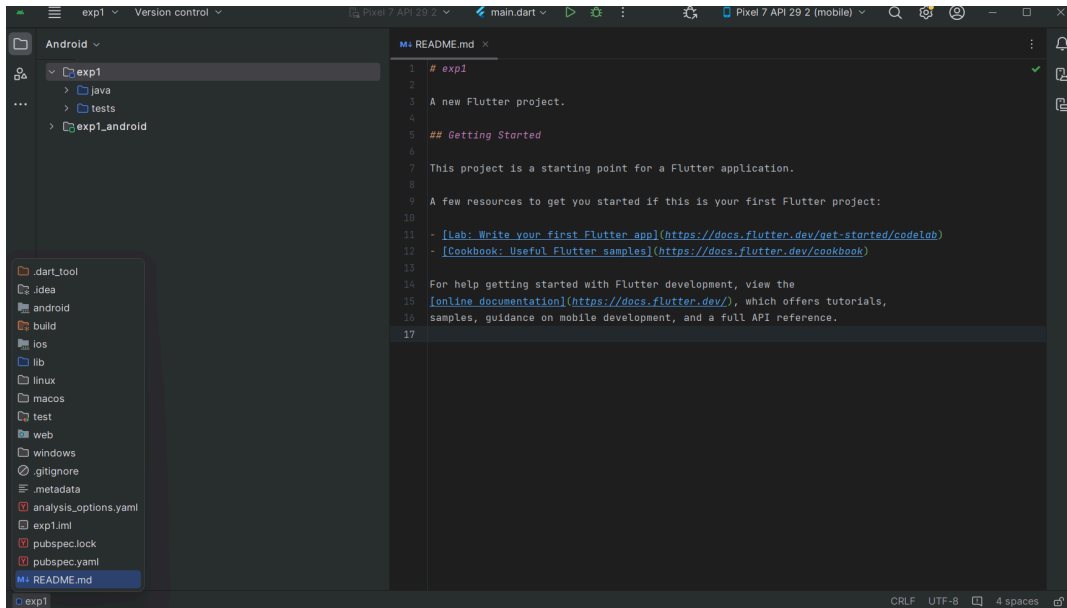 exp1 Version control Pixel 7 API 29 2 main.dart Pixel 7 API 29 2 (mobile)
Android
exp1
java
tests
exp1_android
.dart_tool
.idea
android
build
ios
lib
linux
macos
test
web
windows
.gitignore
.metadata
analysis_options.yaml
exp1.iml
pubspec.lock
pubspec.yaml
M↓ README.md
M↓ README.md
1 # exp1
2
3 A new Flutter project.
4
5 ## Getting Started
6
7 This project is a starting point for a Flutter application.
8
9 A few resources to get you started if this is your first Flutter project:
10
11 - [Lab: Write your first Flutter app](https://docs.flutter.dev/get-started/codelab)
12 - [Cookbook: Useful Flutter samples](https://docs.flutter.dev/cookbook)
13
14 For help getting started with Flutter development, view the
15 [online documentation](https://docs.flutter.dev/), which offers tutorials,
16 samples, guidance on mobile development, and a full API reference.
17
exp1 CRLF UTF-8 4 spaces